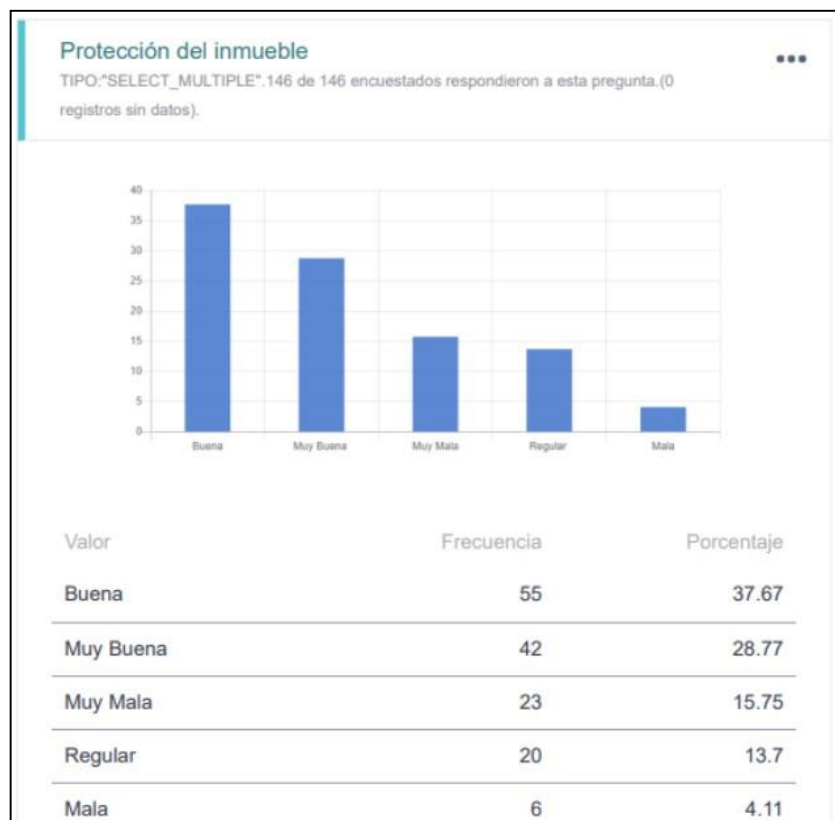 Protección del inmueble
TIPO:"SELECT_MULTIPLE".146 de 146 encuestados respondieron a esta pregunta.(0
registros sin datos).
40
35
30
25
20
15
10
5
0
Buena Muy Buena Muy Mala Regular Mala
Valor Frecuencia Porcentaje
Buena 55 37.67
Muy Buena 42 28.77
Muy Mala 23 15.75
Regular 20 13.7
Mala 6 4.11